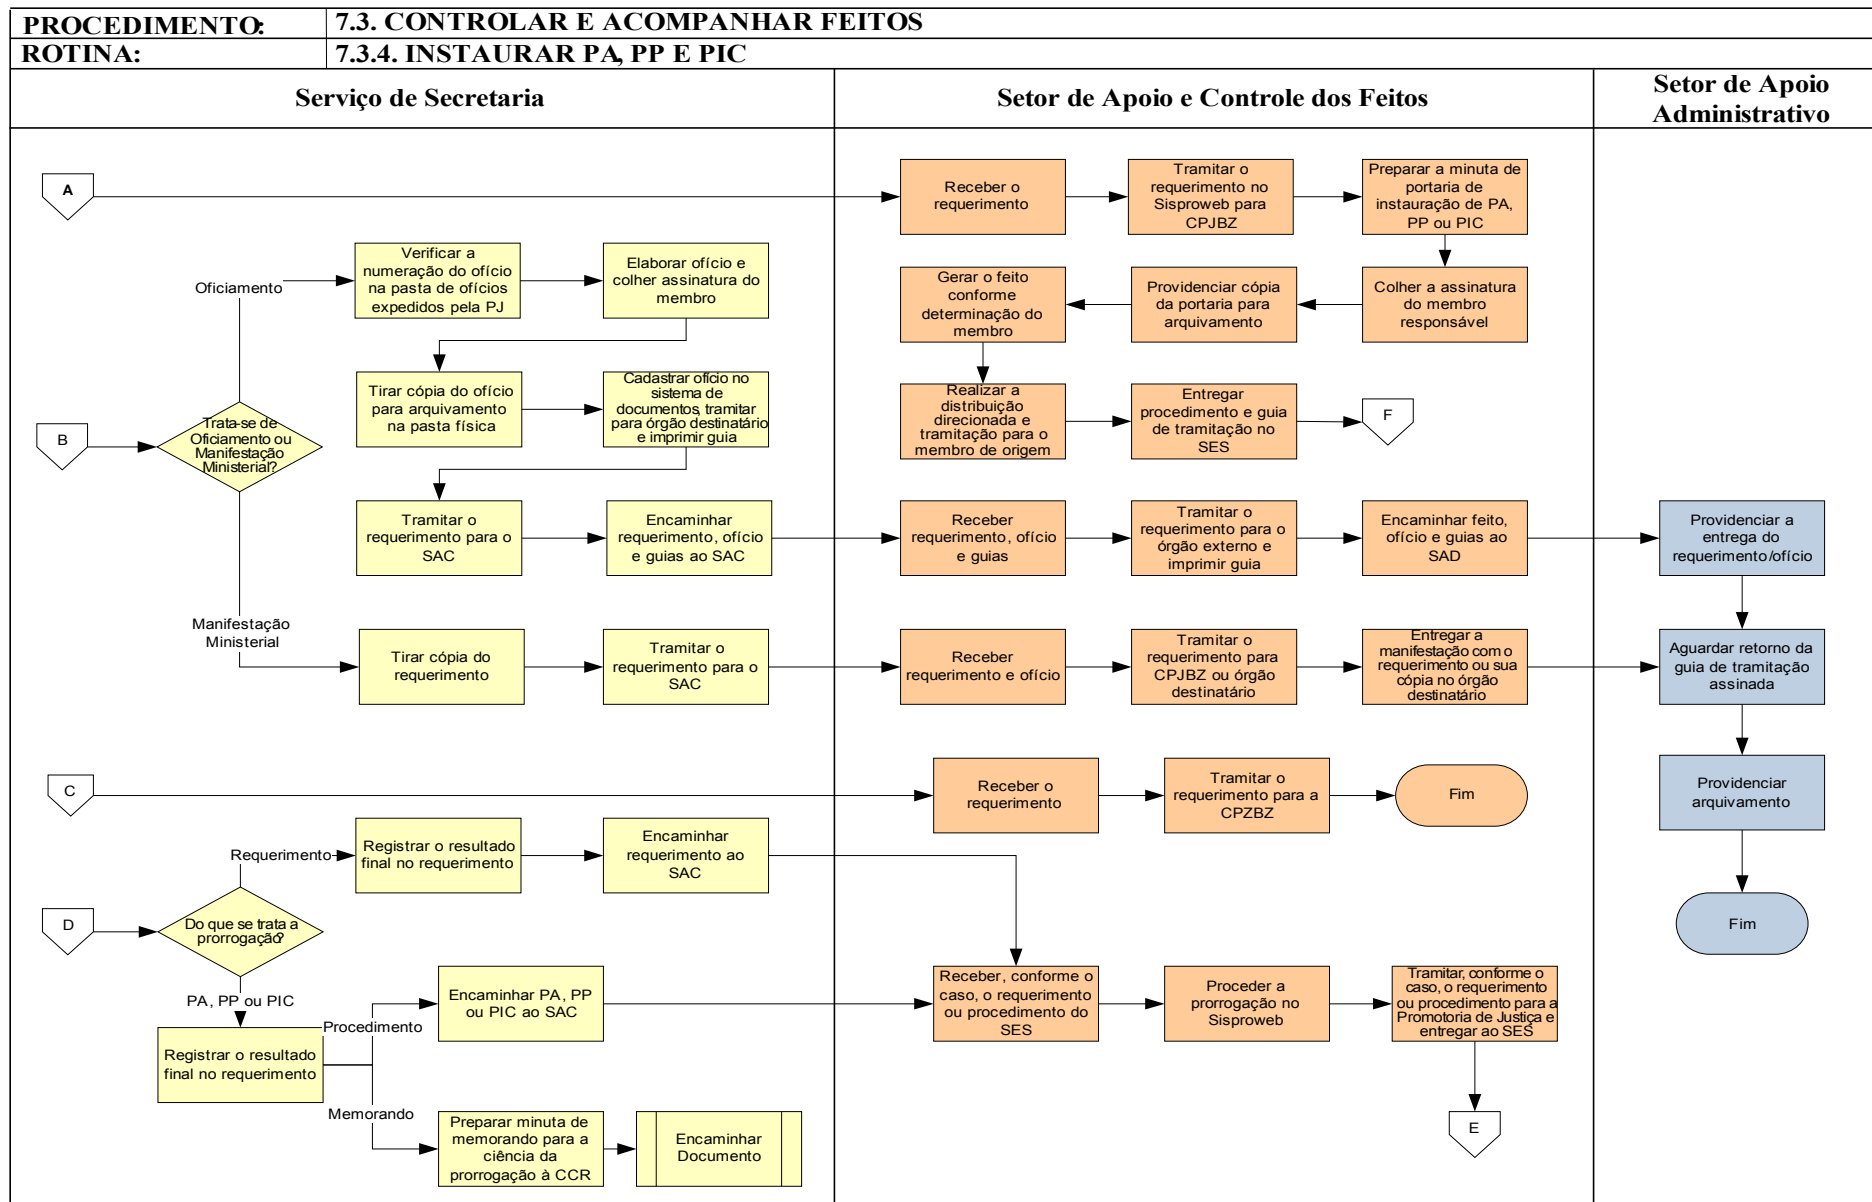 PROCEDIMENTO:
7.3. CONTROLAR E ACOMPANHAR FEITOS
ROTINA:
7.3.4. INSTAURAR PA, PP E PIC
Serviço de Secretaria
Setor de Apoio e Controle dos Feitos
Setor de Apoio
Administrativo
A
Receber o
requerimento
Tramitar o
requerimento no
Sisproweb para
CPJBZ
Preparar a minuta de
portaria de
instauração de PA,
PP ou PIC
Oficiamento
Verificar a
numeração do ofício
na pasta de ofícios
expedidos pela PJ
Elaborar ofício e
colher assinatura do
membro
Gerar o feito
conforme
determinação do
membro
Providenciar cópia
da portaria para
arquivamento
Colher a assinatura
do membro
responsável
Tirar cópia do ofício
para arquivamento
na pasta física
Cadastrar ofício no
sistema de
documentos, tramitar
para órgão destinatário
e imprimir guia
Realizar a
distribuição
direcionada e
tramitação para o
membro de origem
Entregar
procedimento e guia
de tramitação no
SES
F
B
Trata-se de
Oficiamento ou
Manifestação
Ministerial?
Tramitar o
requerimento para o
SAC
Encaminhar
requerimento, ofício
e guias ao SAC
Receber
requerimento, ofício
e guias
Tramitar o
requerimento para o
órgão externo e
imprimir guia
Encaminhar feito,
ofício e guias ao
SAD
Providenciar a
entrega do
requerimento/ofício
Manifestação
Ministerial
Tirar cópia do
requerimento
Tramitar o
requerimento para o
SAC
Receber
requerimento e ofício
Tramitar o
requerimento para
CPJBZ ou órgão
destinatário
Entregar a
manifestação com o
requerimento ou sua
cópia no órgão
destinatário
Aguardar retorno da
guia de tramitação
assinada
C
Receber o
requerimento
Tramitar o
requerimento para a
CPZBZ
Fim
Providenciar
arquivamento
Requerimento
Registrar o resultado
final no requerimento
Encaminhar
requerimento ao
SAC
D
Do que se trata a
prorrogação?
Fim
PA, PP ou PIC
Procedimento
Encaminhar PA, PP
ou PIC ao SAC
Receber, conforme o
caso, o requerimento
ou procedimento do
SES
Proceder a
prorrogação no
Sisproweb
Tramitar, conforme o
caso, o requerimento
ou procedimento para a
Promotoria de Justiça e
entregar ao SES
Registrar o resultado
final no requerimento
Memorando
Preparar minuta de
memorando para a
ciência da
prorrogação à CCR
Encaminhar
Documento
E